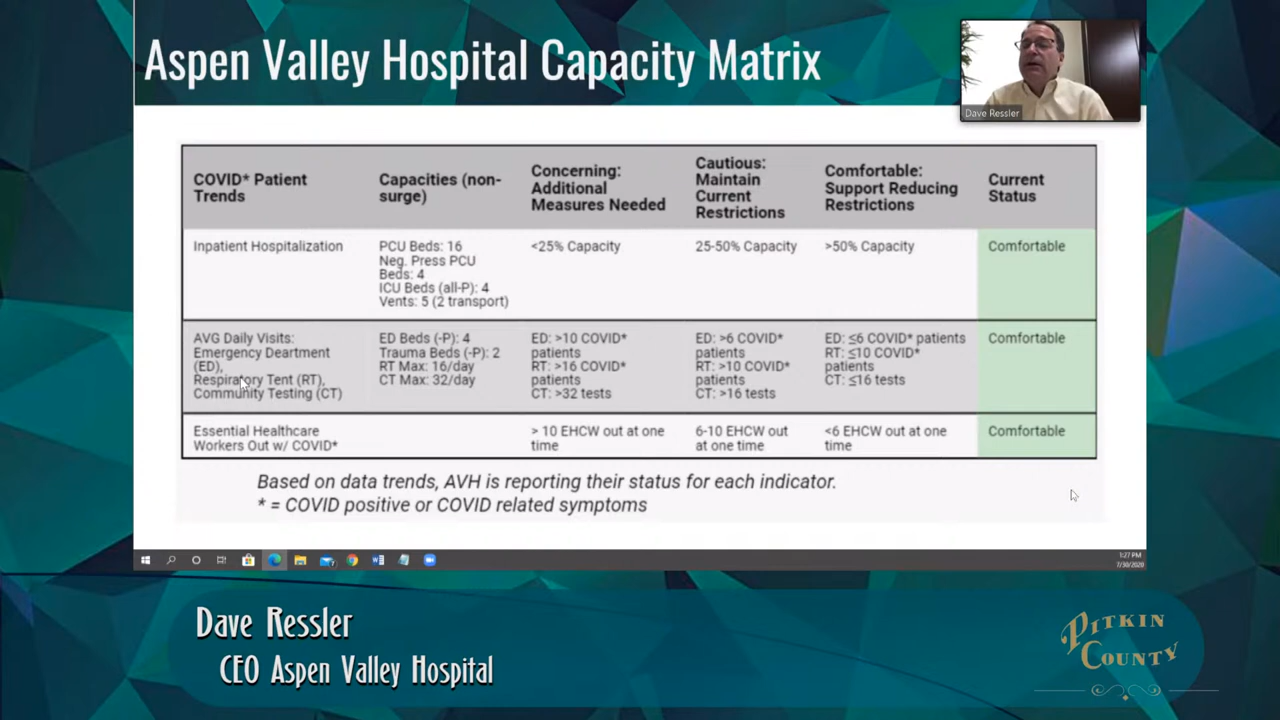 Aspen Valley Hospital Capacity Matrix
Dave Ressler
COVID* Patient
Trends
Capacities (non-
surge)
Concerning:
Additional
Measures Needed
Cautious:
Maintain
Current
Restrictions
Comfortable:
Support Reducing
Restrictions
Current
Status
Inpatient Hospitalization
PCU Beds: 16
Neg. Press PCU
Beds: 4
ICU Beds (all-P): 4
Vents: 5 (2 transport)
<25% Capacity
25-50% Capacity
>50% Capacity
Comfortable
AVG Daily Visits:
Emergency Deartment
(ED),
Respiratory Tent (RT),
Community Testing (CT)
ED Beds (-P): 4
Trauma Beds (-P): 2
RT Max: 16/day
CT Max: 32/day
ED: >10 COVID*
patients
RT: >16 COVID*
patients
CT: >32 tests
ED: >6 COVID*
patients
RT: >10 COVID*
patients
CT: >16 tests
ED: ≤6 COVID* patients
RT: ≤10 COVID*
patients
CT: ≤16 tests
Comfortable
Essential Healthcare
Workers Out w/ COVID*
> 10 EHCW out at one
time
6-10 EHCW out
at one time
<6 EHCW out at one
time
Comfortable
Based on data trends, AVH is reporting their status for each indicator.
* = COVID positive or COVID related symptoms
1:27 PM
7/30/2020
Dave Ressler
CEO Aspen Valley Hospital
PITKIN
COUNTY